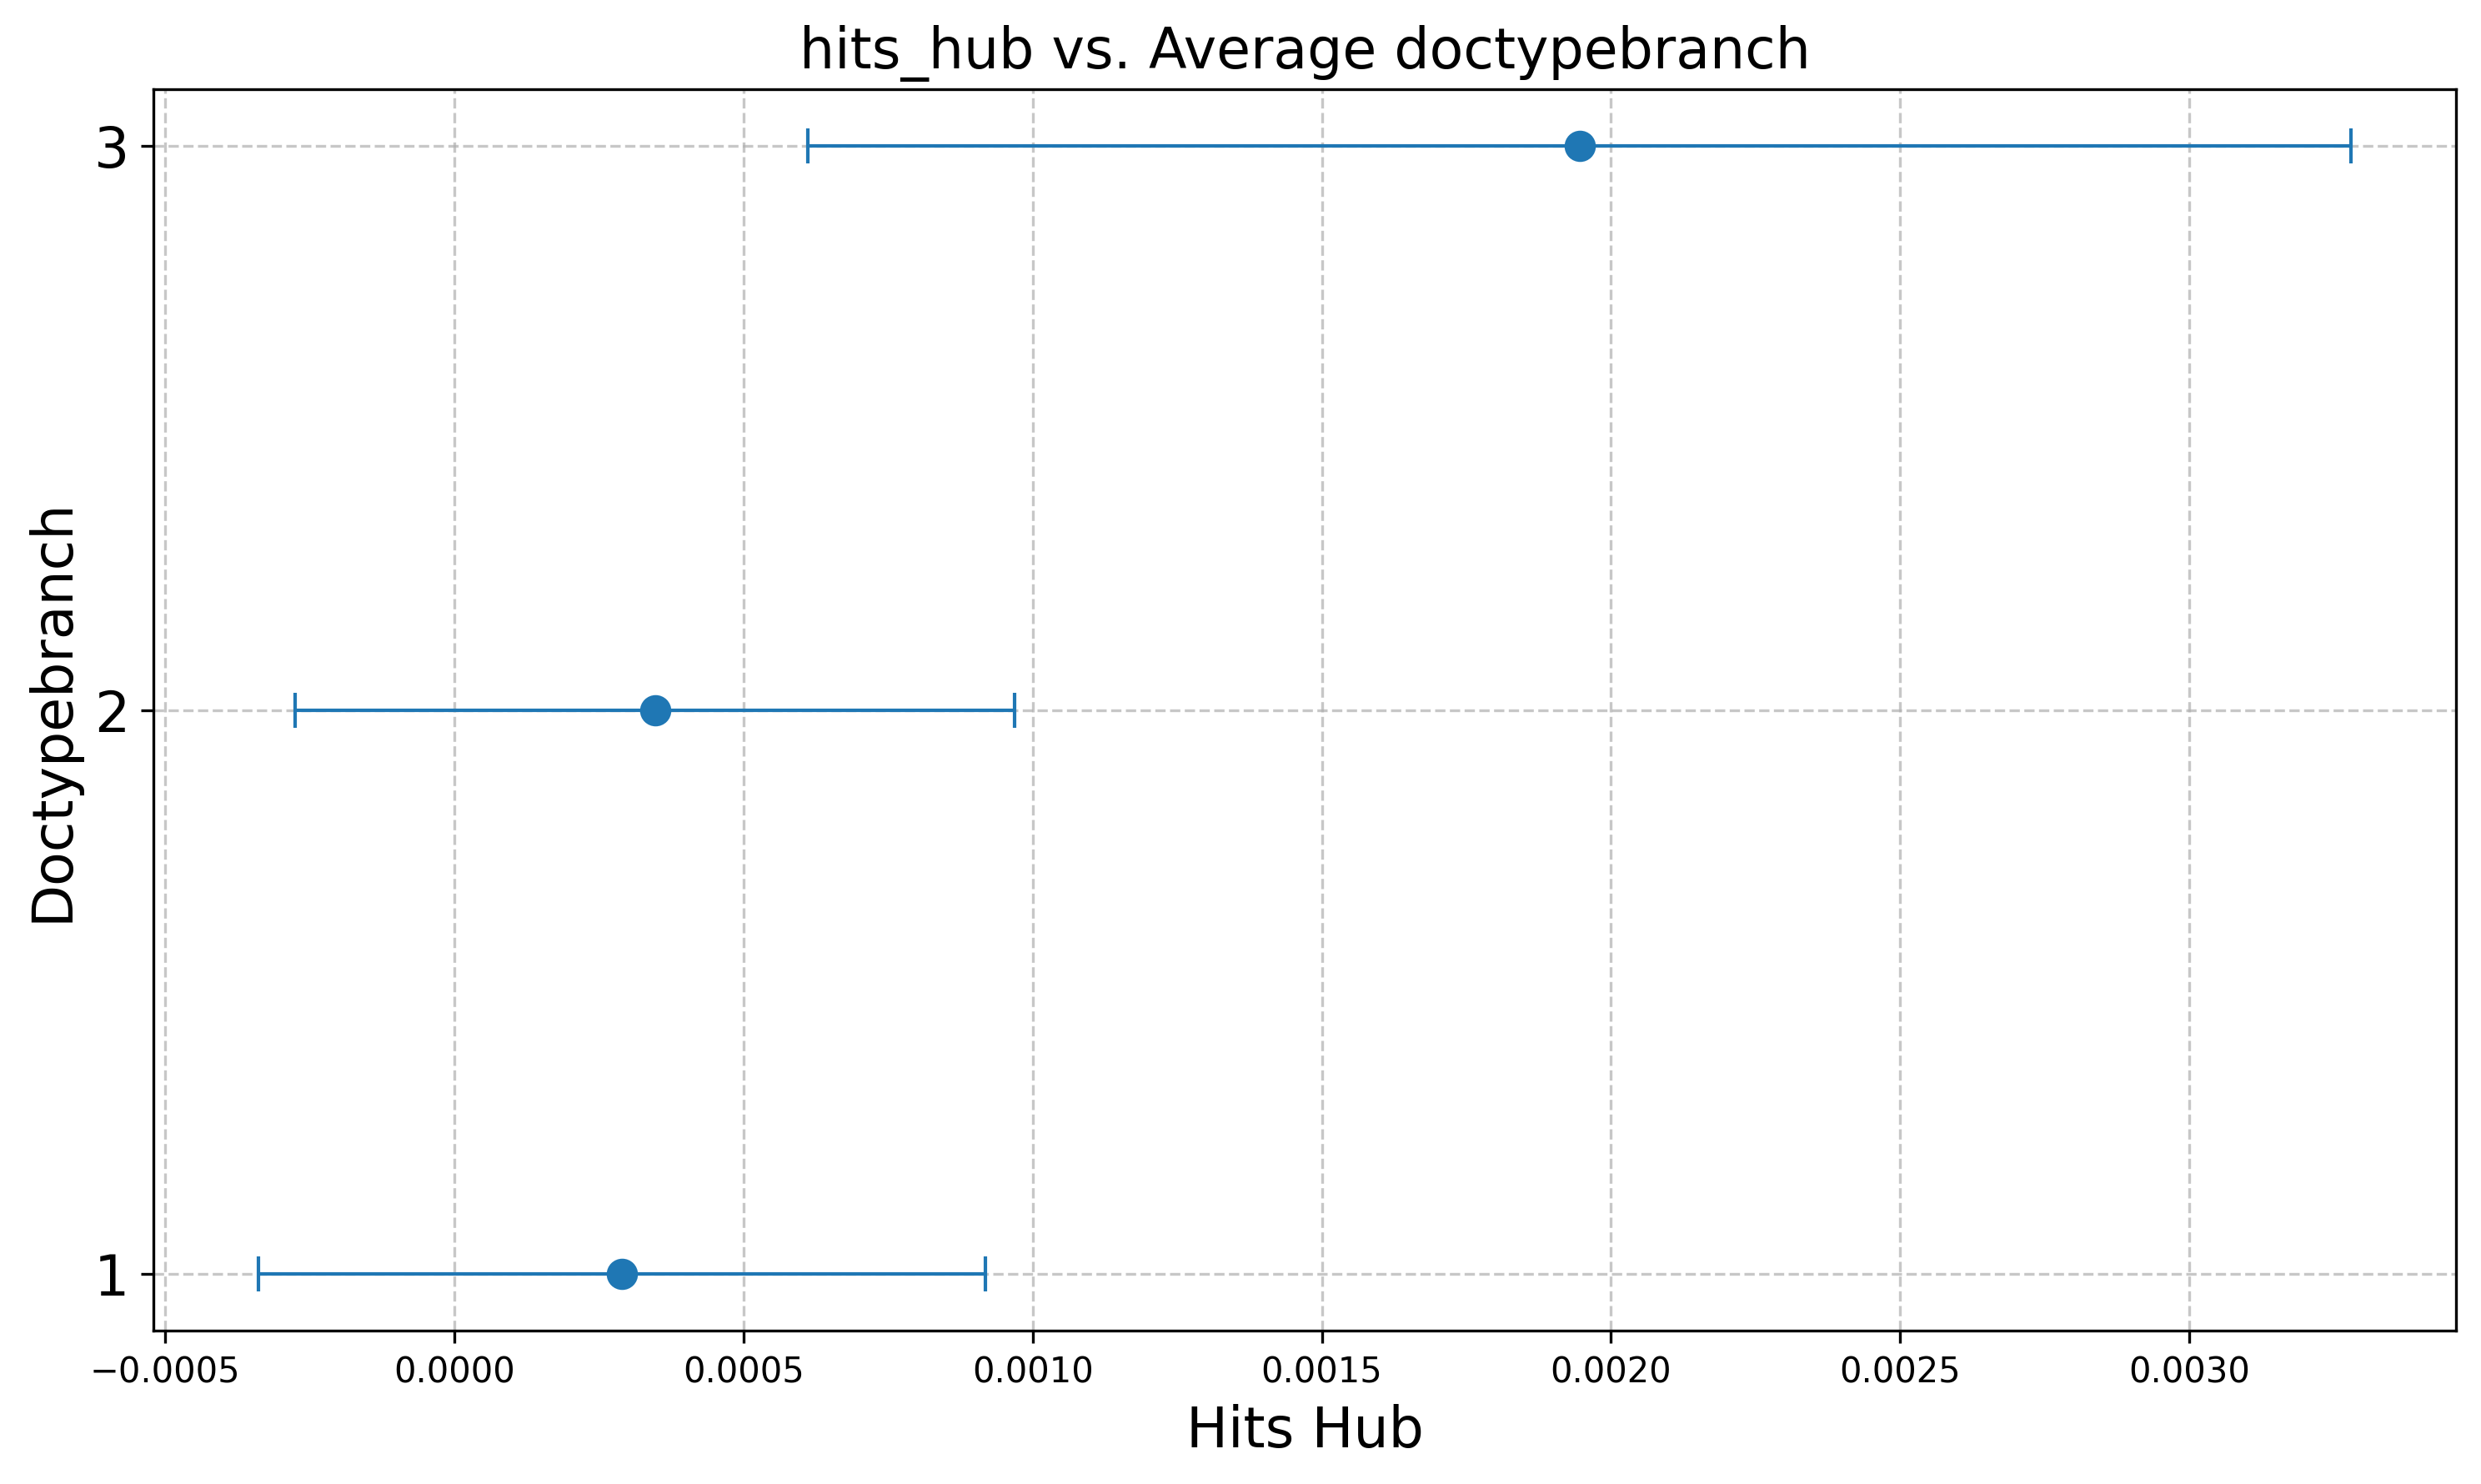 hits_hub vs. Average doctypebranch
3
2
1
Doctypebranch
−0.0005 0.0000 0.0005 0.0010 0.0015 0.0020 0.0025 0.0030
Hits Hub